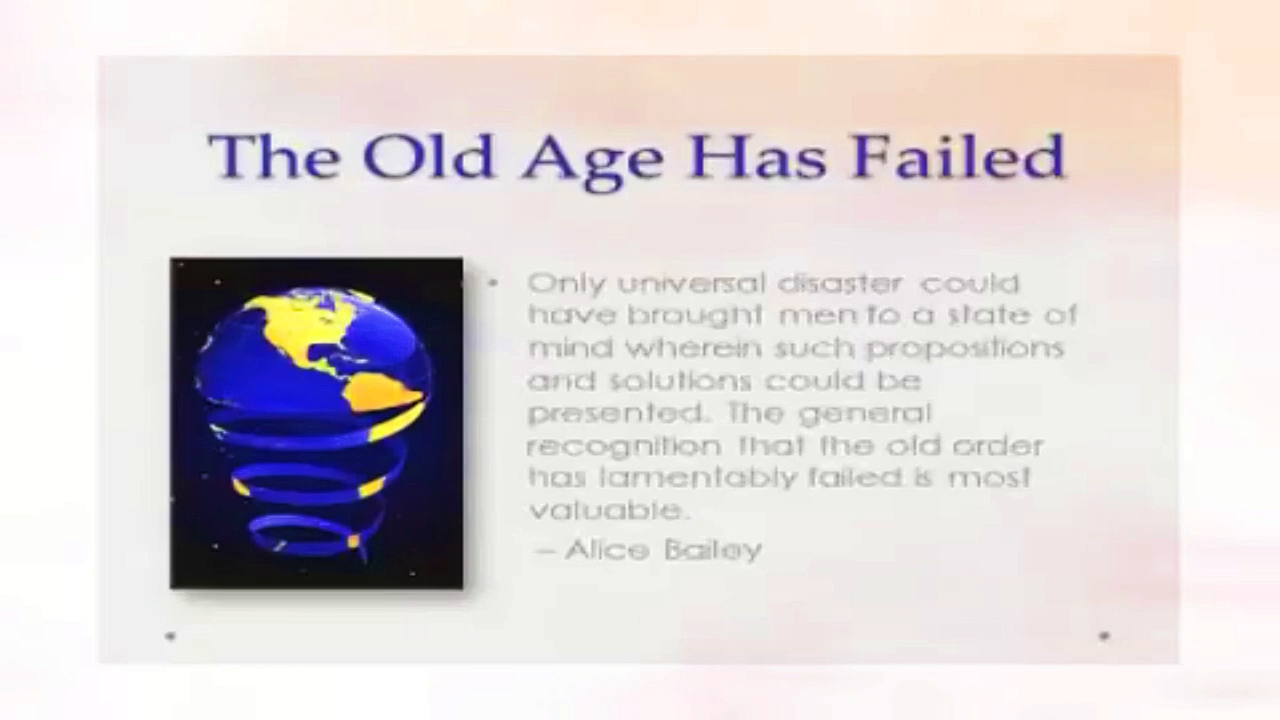 The Old Age Has Failed
• Only universal disaster could
have brought men to a state of
mind wherein such propositions
and solutions could be
presented. The general
recognition that the old order
has lamentably failed is most
valuable.
– Alice Bailey